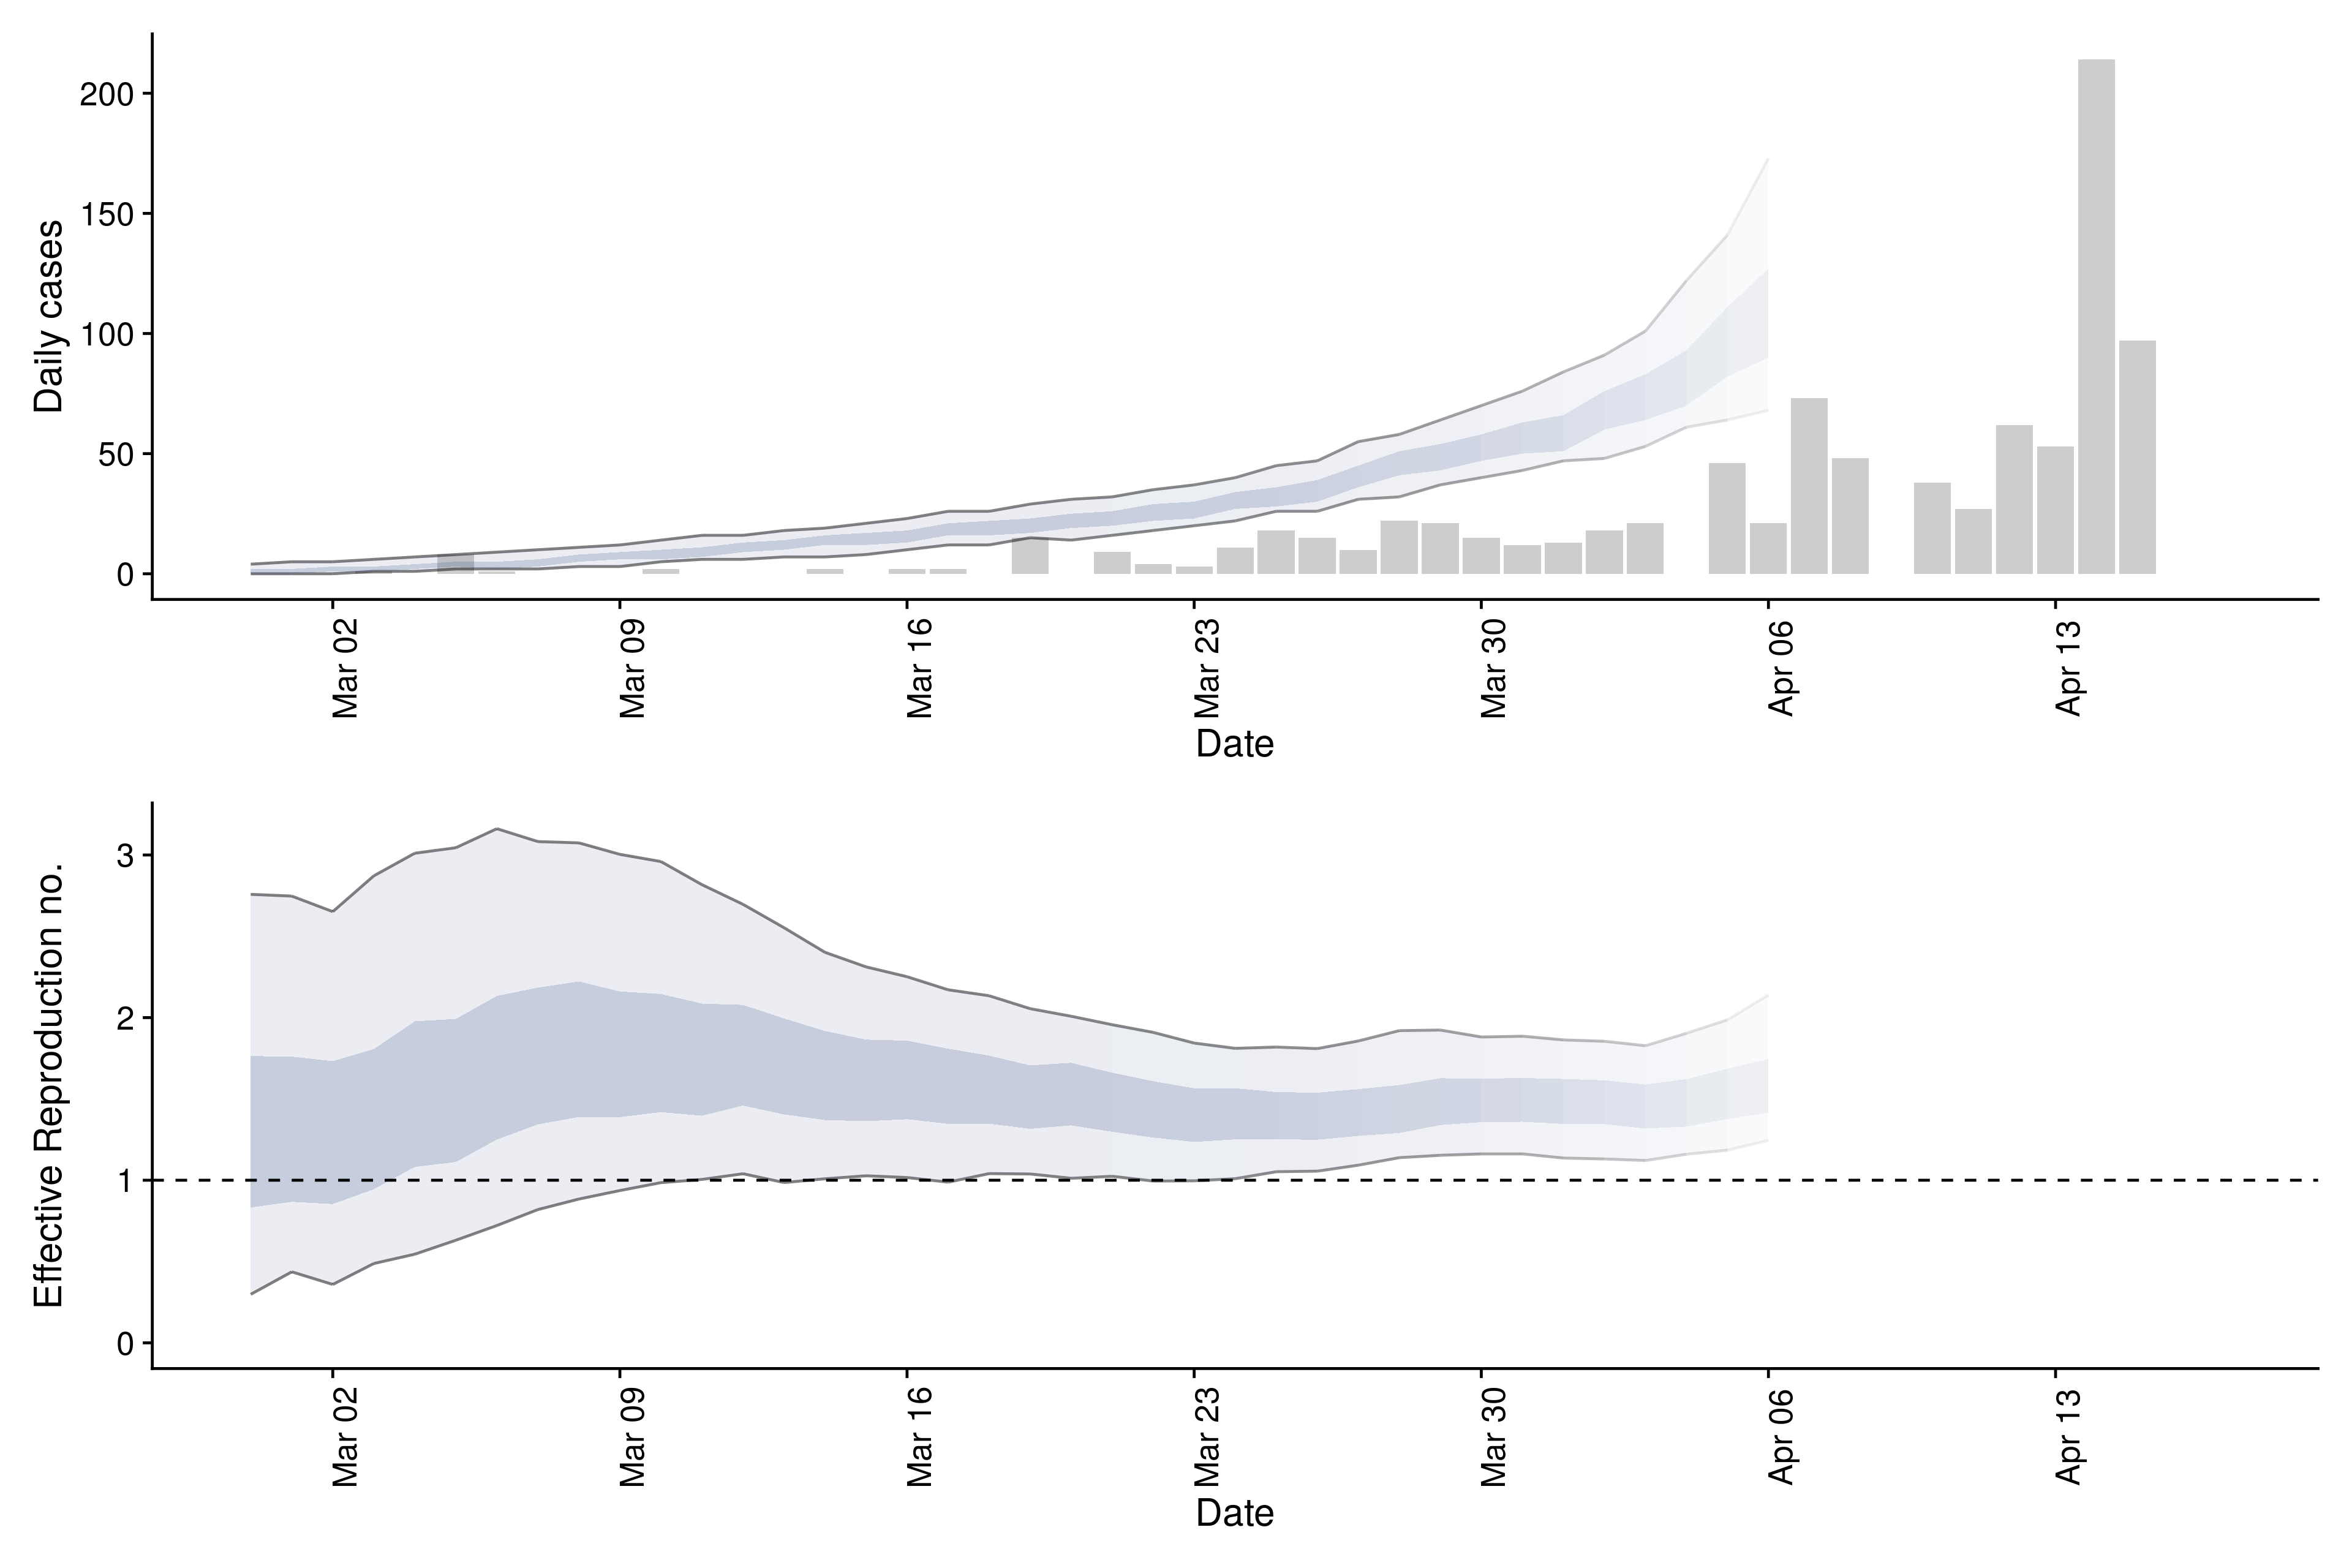 Daily cases
200
150
100
50
0
Mar 02
Mar 09
Mar 16
Mar 23
Mar 30
Apr 06
Apr 13
Date
Effective Reproduction no.
3
2
1
0
Mar 02
Mar 09
Mar 16
Mar 23
Mar 30
Apr 06
Apr 13
Date